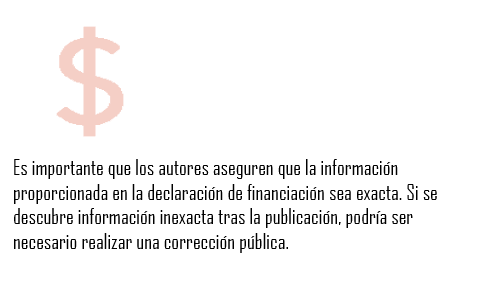 $
Es importante que los autores aseguren que la información
proporcionada en la declaración de financiación sea exacta. Si se
descubre información inexacta tras la publicación, podría ser
necesario realizar una corrección pública.